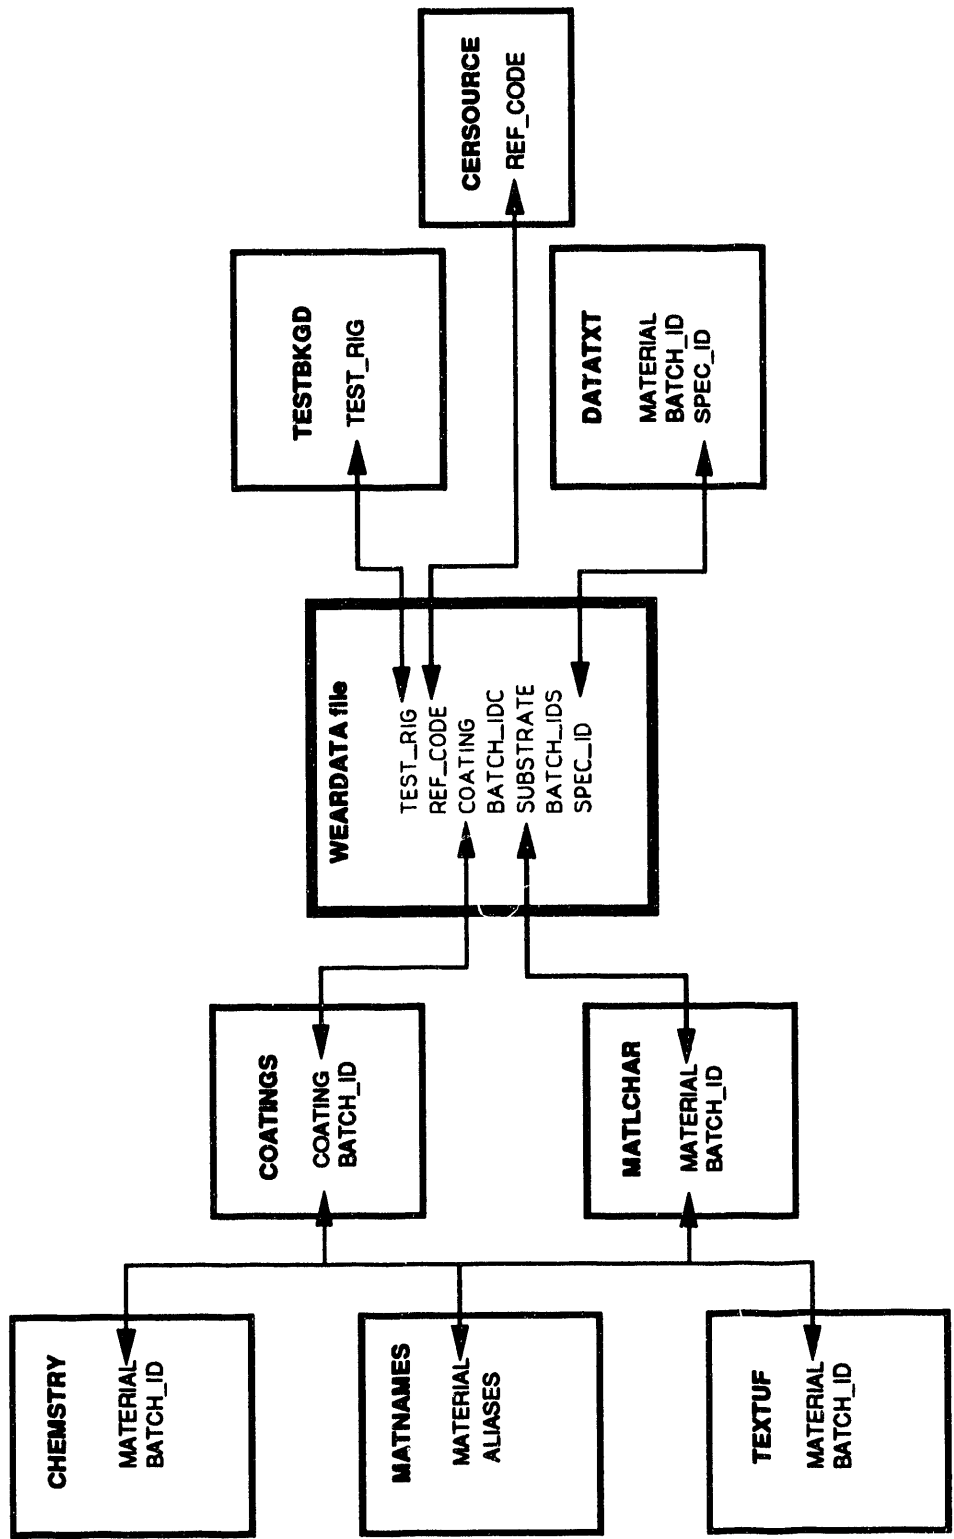 CHEMSTRY
MATERIAL
BATCH_ID
MATNAMES
MATERIAL
ALIASES
TEXTUF
MATERIAL
BATCH_ID
COATINGS
COATING
BATCH_ID
MATLCHAR
MATERIAL
BATCH_ID
WEARDATA file
TEST_RIG
REF_CODE
COATING
BATCH_IDC
SUBSTRATE
BATCH_IDS
SPEC_ID
TESTBKGD
TEST_RIG
DATATXT
MATERIAL
BATCH_ID
SPEC_ID
CERSOURCE
REF_CODE